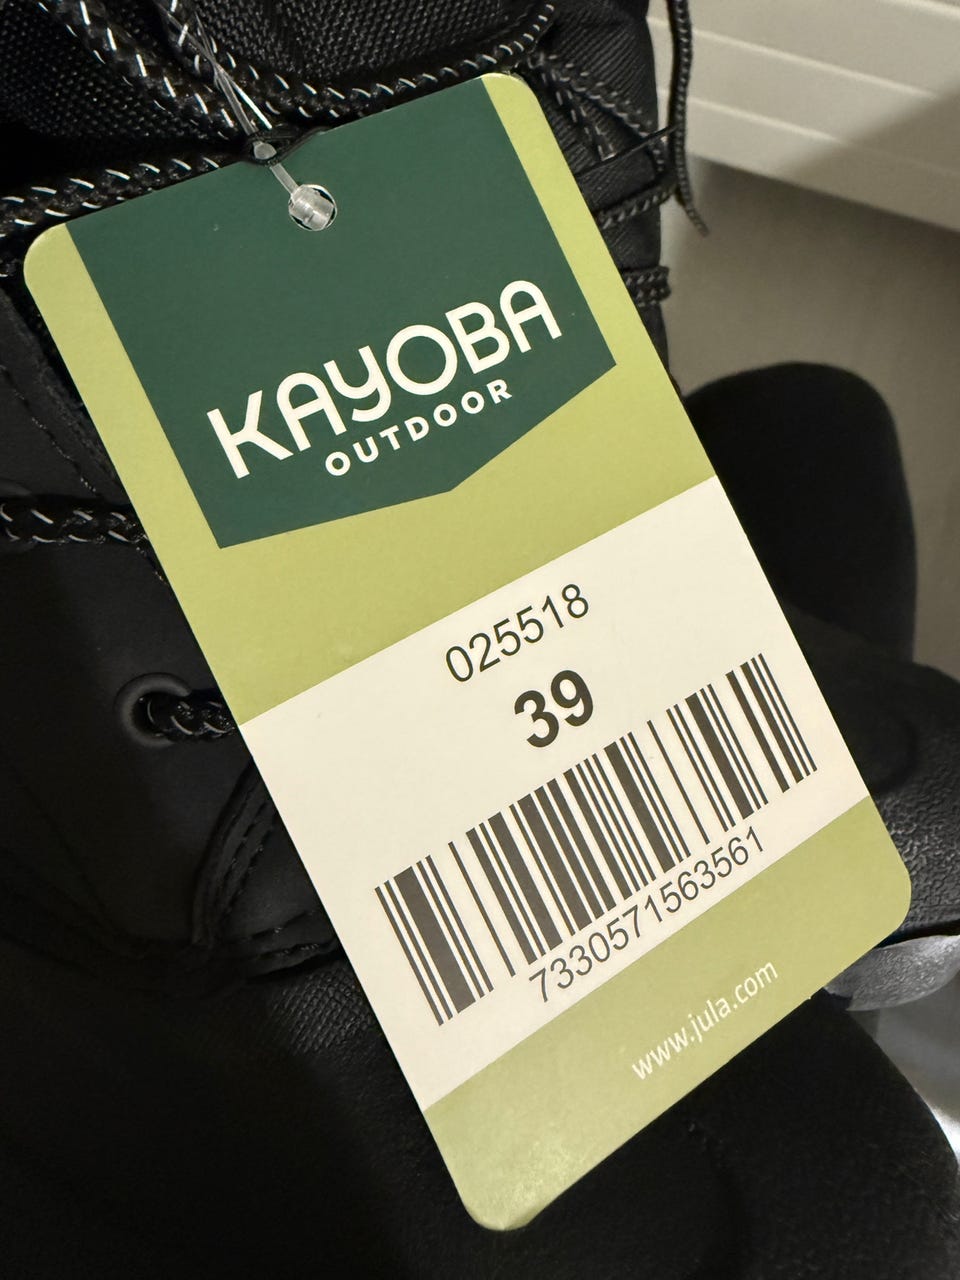 KAYOBA
OUTDOOR
025518
39
7330571563561
www.jula.com